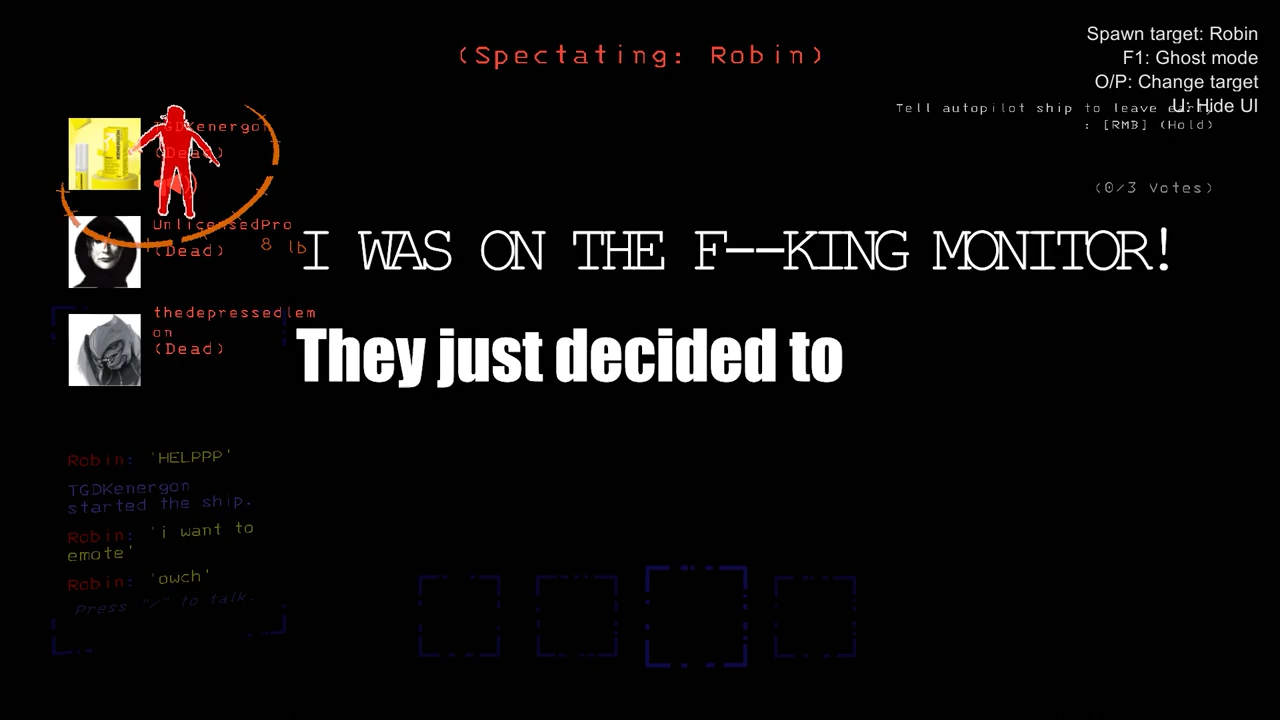 (Spectating: Robin)
Spawn target: Robin
F1: Ghost mode
O/P: Change target
U: Hide UI
Tell autopilot ship to leave early
: [RMB] (Hold)
(0/3 Votes)
TGDKenergon
(Dead)
UnlicensedPro
(Dead)
8 lb
I WAS ON THE F--KING MONITOR!
thedepressedlem
on
(Dead)
They just decided to
Robin: 'HELPPP'
TGDKenergon
started the ship.
Robin: 'i want to
emote'
Robin: 'owch'
Press "/" to talk.